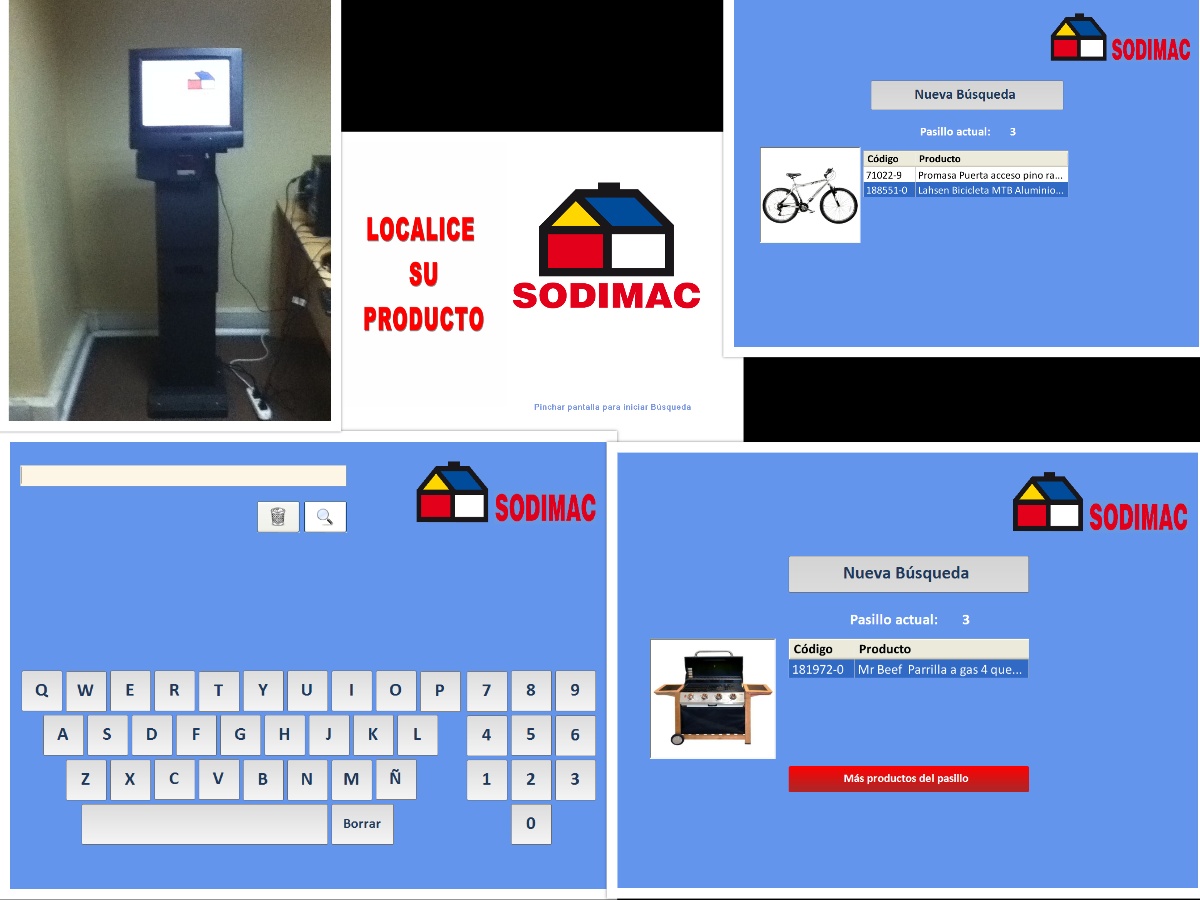 LOCALICE
SU
PRODUCTO
SODIMAC
Pinchar pantalla para Iniciar Búsqueda
SODIMAC
Nueva Búsqueda
Pasillo actual: 3
Código Producto
71022-9 Promasa Puerta acceso pino ra...
188551-0 Lahsen Bicicleta MTB Aluminio...
SODIMAC
Q W E R T Y U I O P 7 8 9
A S D F G H J K L 4 5 6
Z X C V B N M Ñ 1 2 3
Borrar 0
SODIMAC
Nueva Búsqueda
Pasillo actual: 3
Código Producto
181972-0 Mr Beef Parrilla a gas 4 que...
Más productos del pasillo